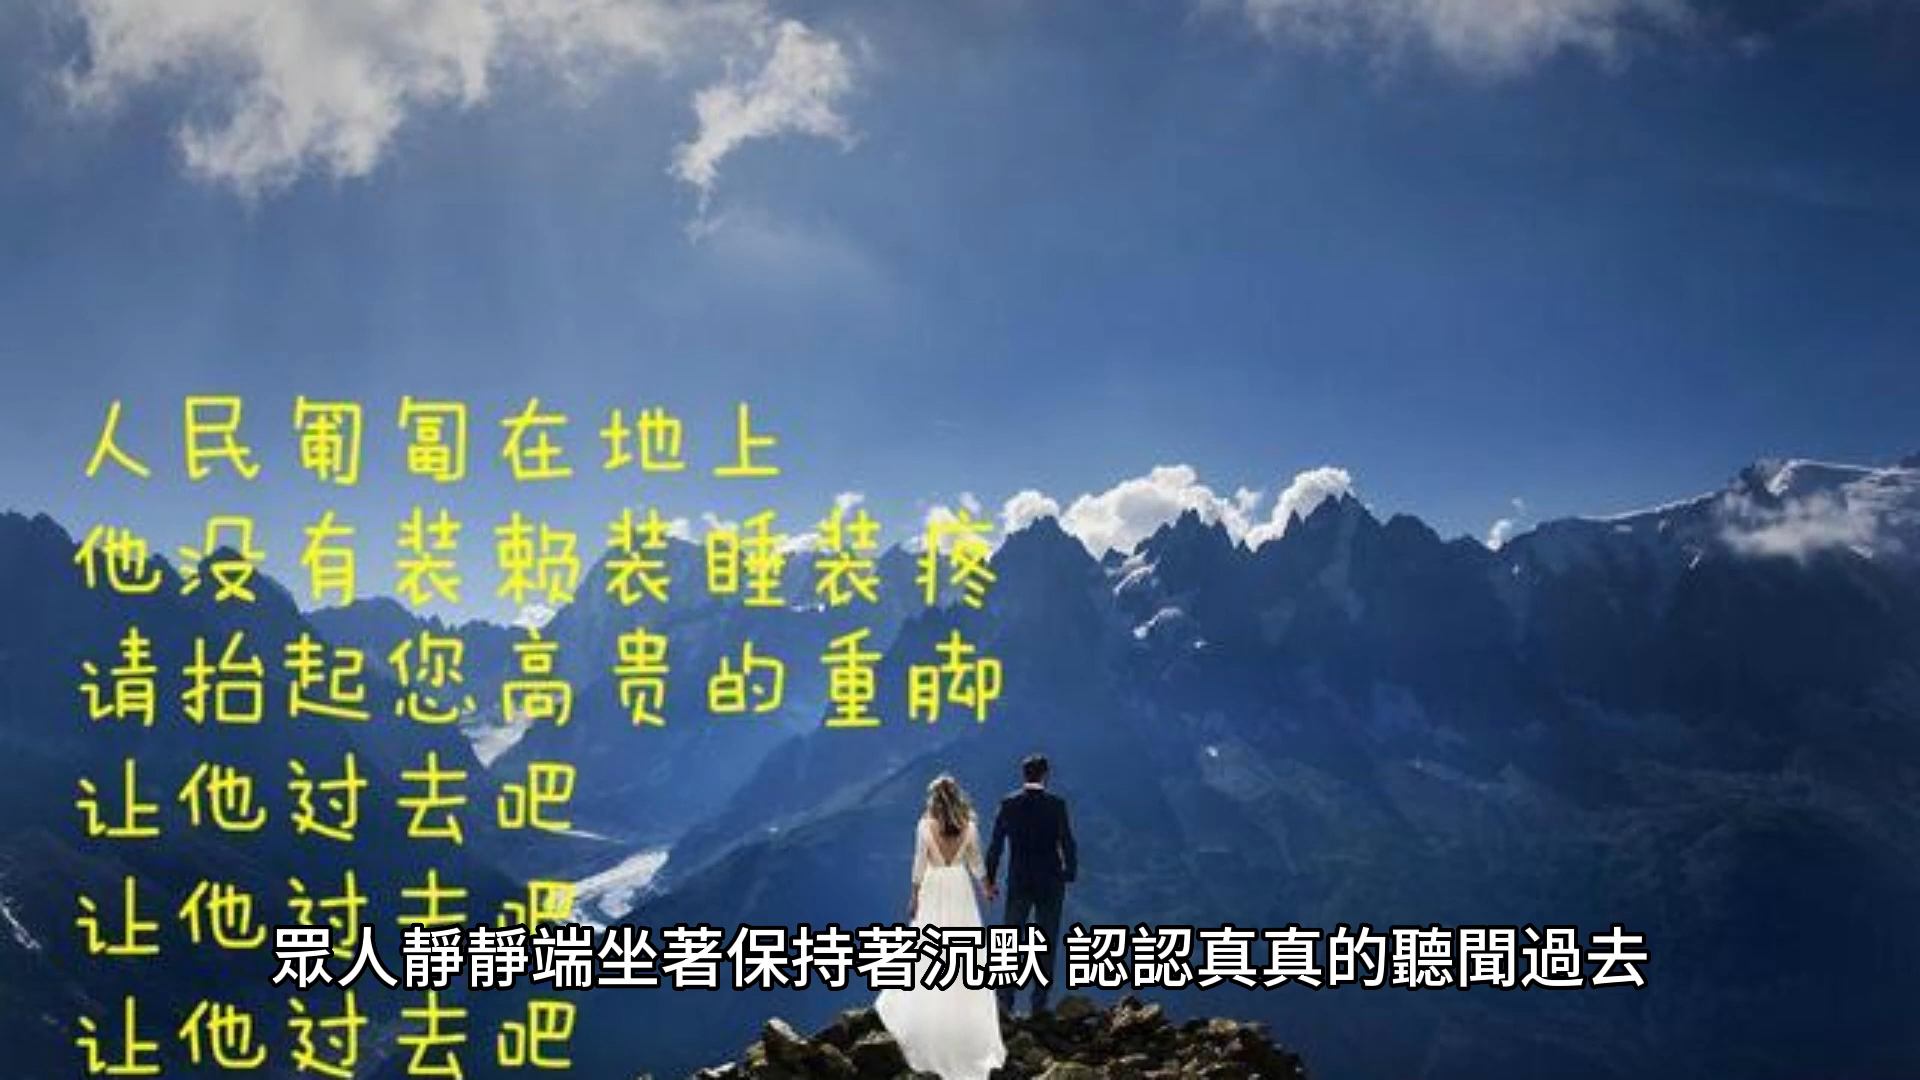 人民匍匐在地上
他没有装赖装睡装疼
请抬起您高贵的重脚
让他过去吧
让他过去吧
眾人靜靜端坐著保持著沉默 認認真真的聽聞過去
让他过去吧